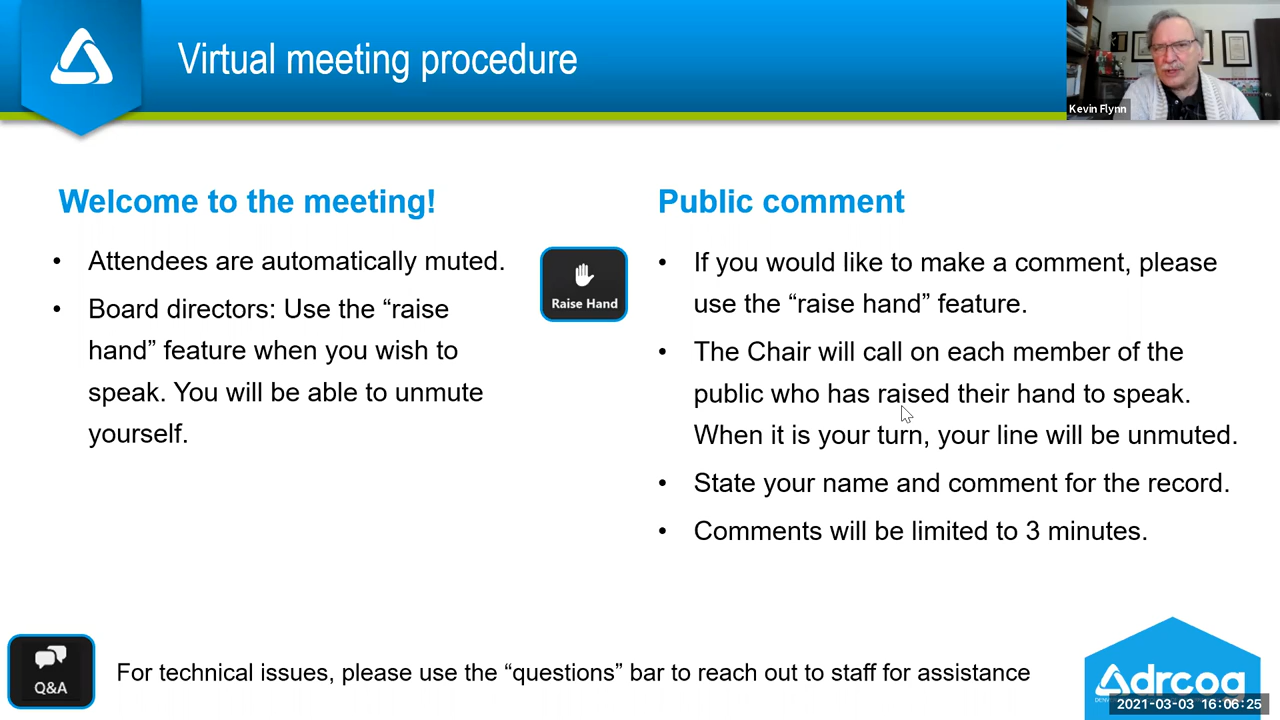 Virtual meeting procedure
Kevin Flynn
Welcome to the meeting!
• Attendees are automatically muted.
• Board directors: Use the “raise
hand” feature when you wish to
speak. You will be able to unmute
yourself.
Raise Hand
Public comment
• If you would like to make a comment, please
use the “raise hand” feature.
• The Chair will call on each member of the
public who has raised their hand to speak.
When it is your turn, your line will be unmuted.
• State your name and comment for the record.
• Comments will be limited to 3 minutes.
Q&A
For technical issues, please use the “questions” bar to reach out to staff for assistance
drcog
2021-03-03 16:06:25